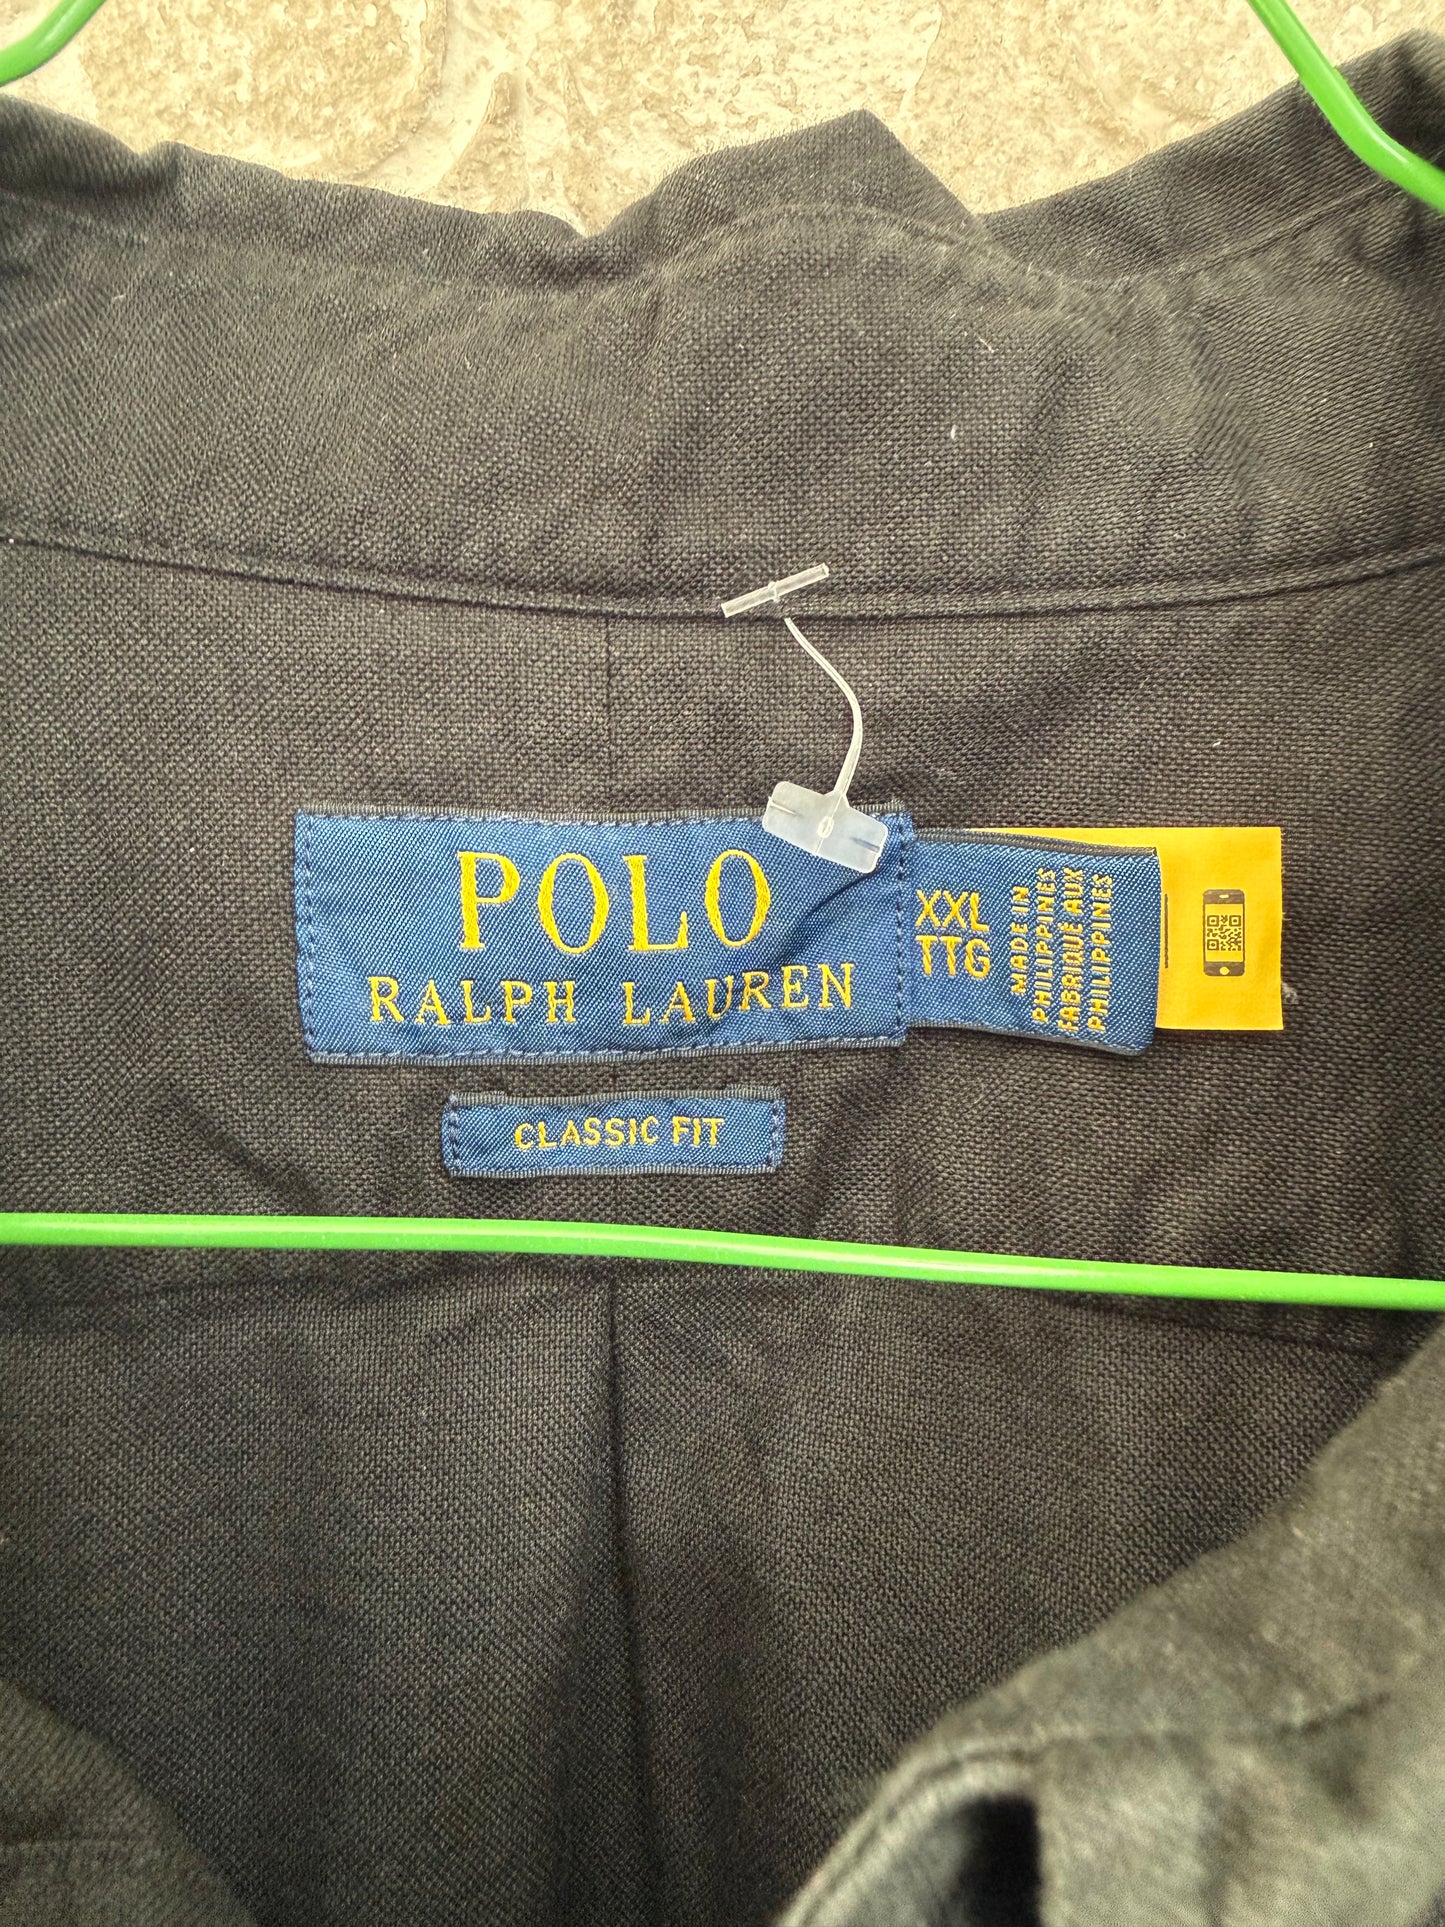 POLO
RALPH LAUREN
XXL
TTG
MADE IN
PHILIPPINES
FABRIQUE AUX
PHILIPPINES
CLASSIC FIT